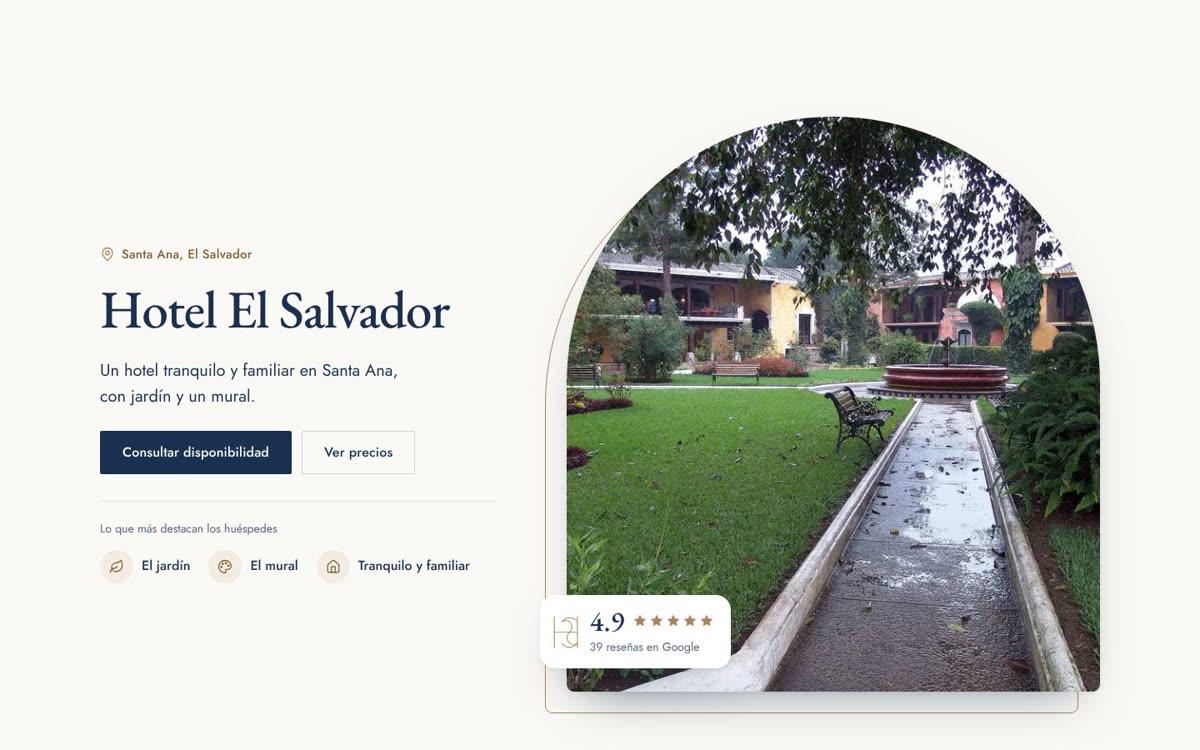 Santa Ana, El Salvador
Hotel El Salvador
Un hotel tranquilo y familiar en Santa Ana,
con jardín y un mural.
Consultar disponibilidad
Ver precios
Lo que más destacan los huéspedes
El jardín
El mural
Tranquilo y familiar
4.9
39 reseñas en Google